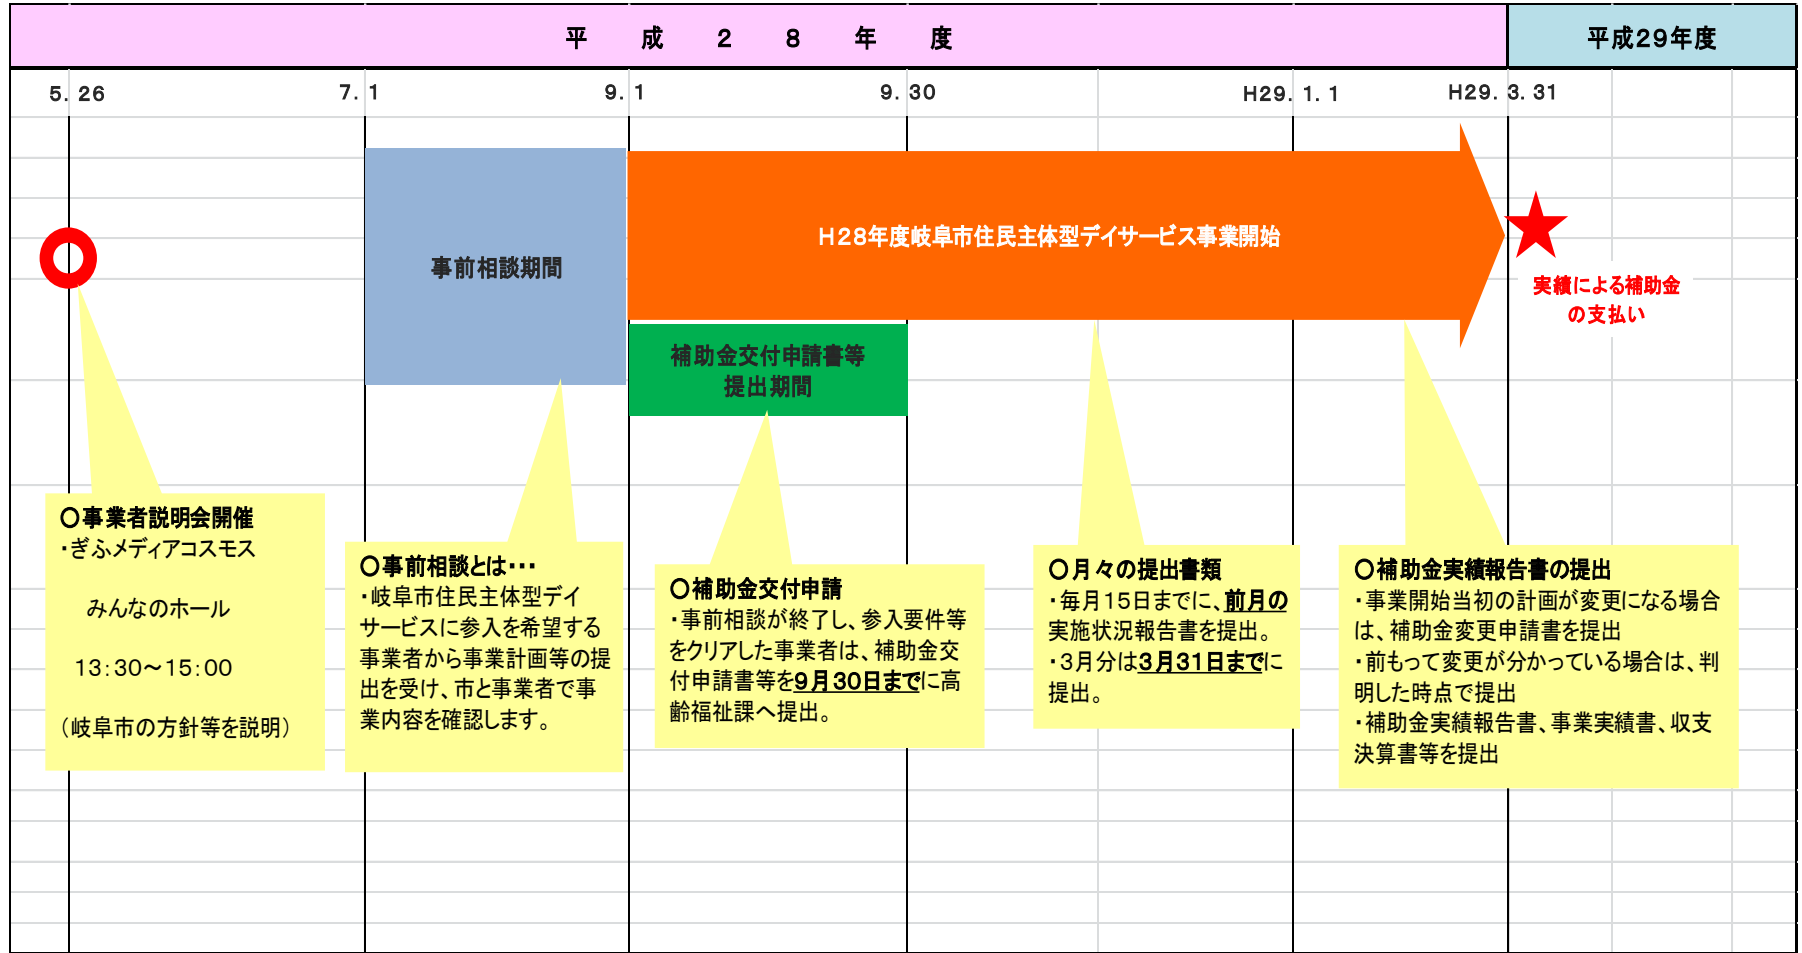 平成28年度
平成29年度
5.26
7.1
9.1
9.30
H29.1.1
H29.3.31
事前相談期間
H28年度岐阜市住民主体型デイサービス事業開始
実績による補助金
の支払い
補助金交付申請書等
提出期間
〇事業者説明会開催
・ぎふメディアコスモス
みんなのホール
13:30～15:00
(岐阜市の方針等を説明)
〇事前相談とは･･･
・岐阜市住民主体型デイ
サービスに参入を希望する
事業者から事業計画等の提
出を受け、市と事業者で事
業内容を確認します。
〇補助金交付申請
・事前相談が終了し、参入要件等
をクリアした事業者は、補助金交
付申請書等を9月30日までに高
齢福祉課へ提出。
〇月々の提出書類
・毎月15日までに、前月の
実施状況報告書を提出。
・3月分は3月31日までに
提出。
〇補助金実績報告書の提出
・事業開始当初の計画が変更になる場合
は、補助金変更申請書を提出
・前もって変更が分かっている場合は、判
明した時点で提出
・補助金実績報告書、事業実績書、収支
決算書等を提出